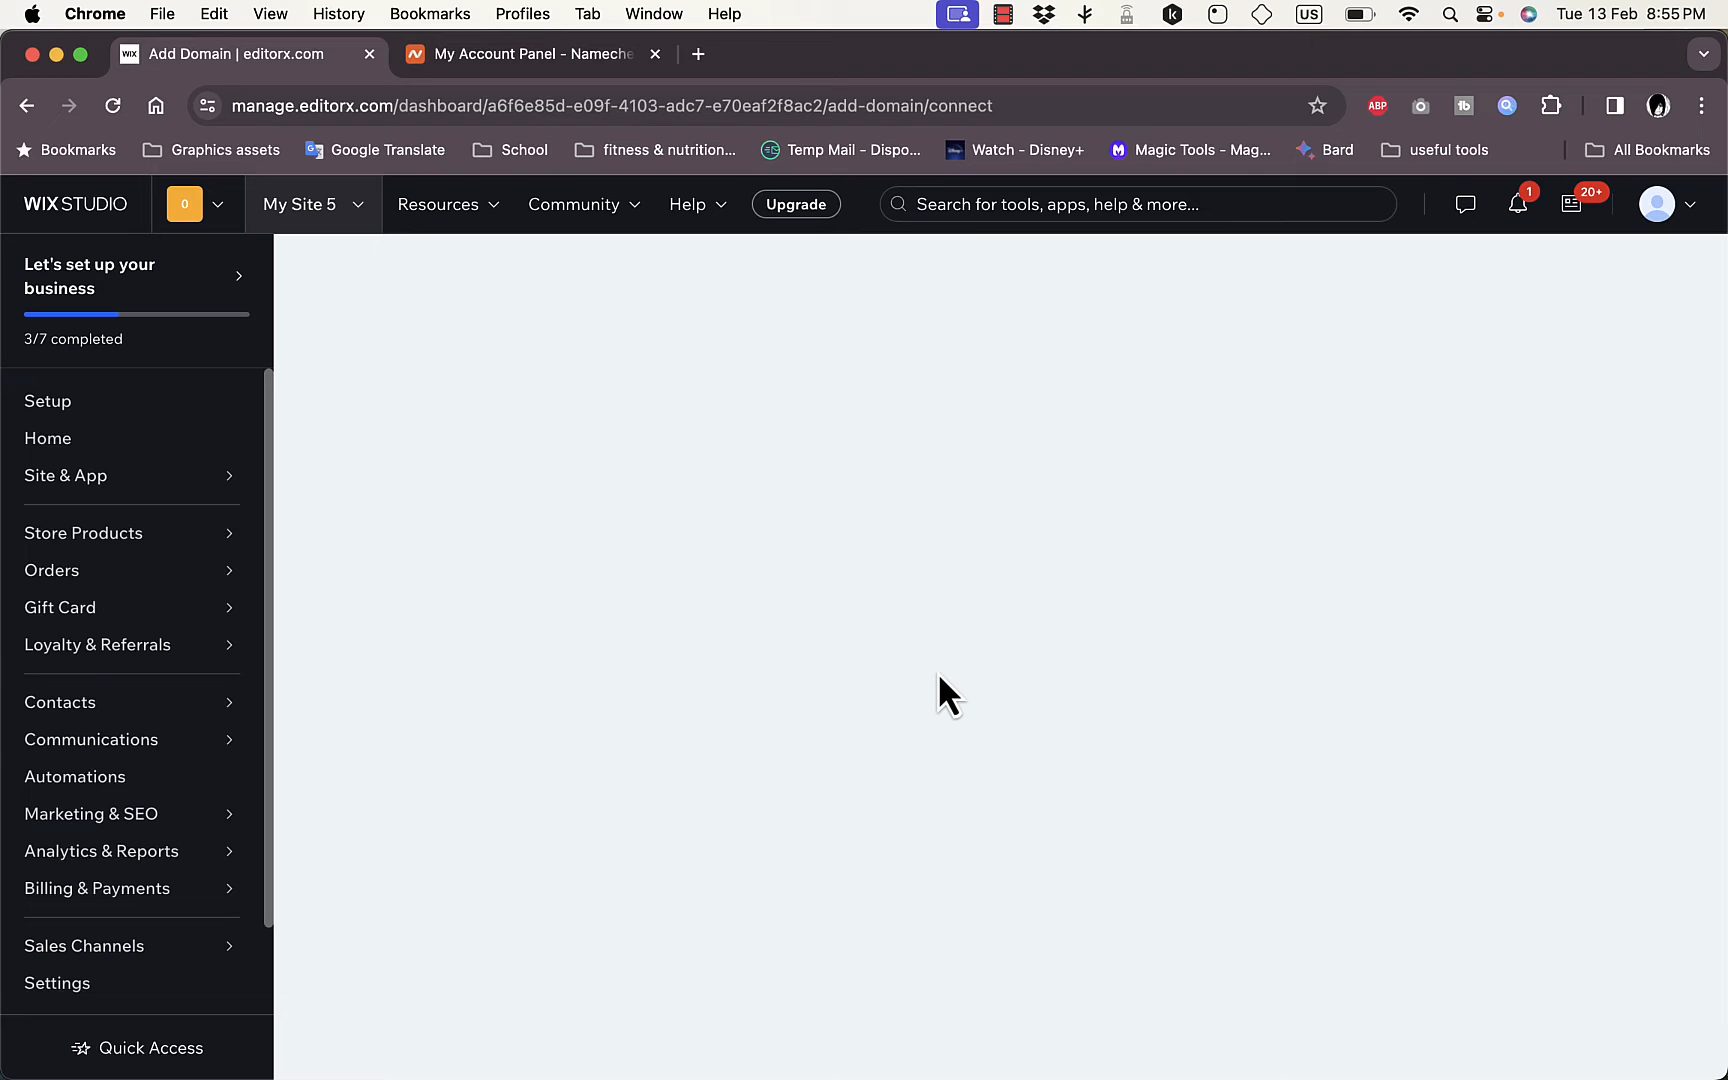 Chrome File Edit View History Bookmarks Profiles Tab Window Help US Tue 13 Feb 8:55 PM
WIX Add Domain | editorx.com My Account Panel - Nameche
manage.editorx.com/dashboard/a6f6e85d-e09f-4103-adc7-e70eaf2f8ac2/add-domain/connect ABP tb
Bookmarks Graphics assets Google Translate School fitness & nutrition... Temp Mail - Dispo... Watch - Disney+ Magic Tools - Mag... Bard useful tools All Bookmarks
WIX STUDIO 0 My Site 5 Resources Community Help Upgrade Search for tools, apps, help & more... 1 20+
Let's set up your
business
3/7 completed
Setup
Home
Site & App
Store Products
Orders
Gift Card
Loyalty & Referrals
Contacts
Communications
Automations
Marketing & SEO
Analytics & Reports
Billing & Payments
Sales Channels
Settings
Quick Access